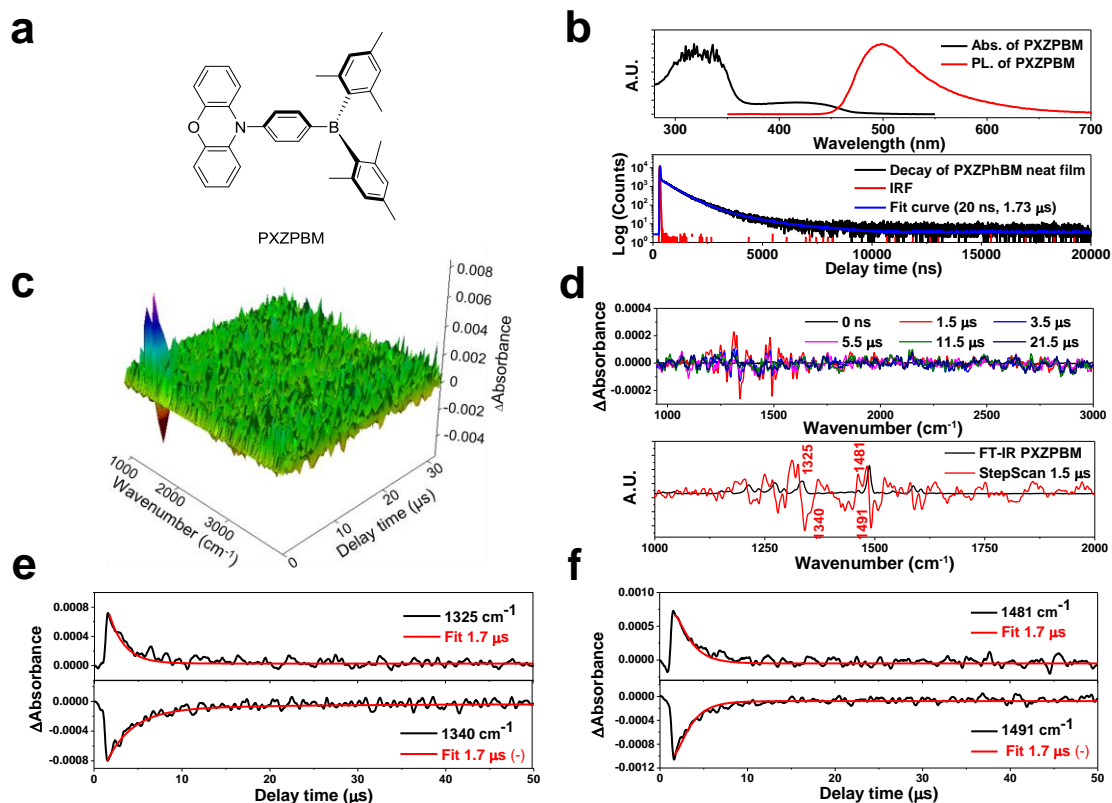 a
O
N
B
PXZPBM
b
A.U.
Abs. of PXZPBM
PL. of PXZPBM
300 400 500 600 700
Wavelength (nm)
Log (Counts)
10⁵
10⁴
10³
10²
10¹
10⁰
Decay of PXZPhBM neat film
IRF
Fit curve (20 ns, 1.73 µs)
0 5000 10000 15000 20000
Delay time (ns)
c
0.008
0.006
0.004
0.002
0
-0.002
-0.004
ΔAbsorbance
1000
2000
3000
Wavenumber (cm⁻¹)
0
10
20
30
Delay time (µs)
d
ΔAbsorbance
0.0004
0.0002
0.0000
-0.0002
0 ns 1.5 µs 3.5 µs
5.5 µs 11.5 µs 21.5 µs
1000 1500 2000 2500 3000
Wavenumber (cm⁻¹)
A.U.
FT-IR PXZPBM
StepScan 1.5 µs
1325
1340
1481
1491
1000 1250 1500 1750 2000
Wavenumber (cm⁻¹)
e
ΔAbsorbance
0.0008
0.0004
0.0000
1325 cm⁻¹
Fit 1.7 µs
0.0000
-0.0004
-0.0008
1340 cm⁻¹
Fit 1.7 µs (-)
0 10 20 30 40 50
Delay time (µs)
f
ΔAbsorbance
0.0010
0.0005
0.0000
1481 cm⁻¹
Fit 1.7 µs
0.0000
-0.0004
-0.0008
-0.0012
1491 cm⁻¹
Fit 1.7 µs (-)
0 10 20 30 40 50
Delay time (µs)